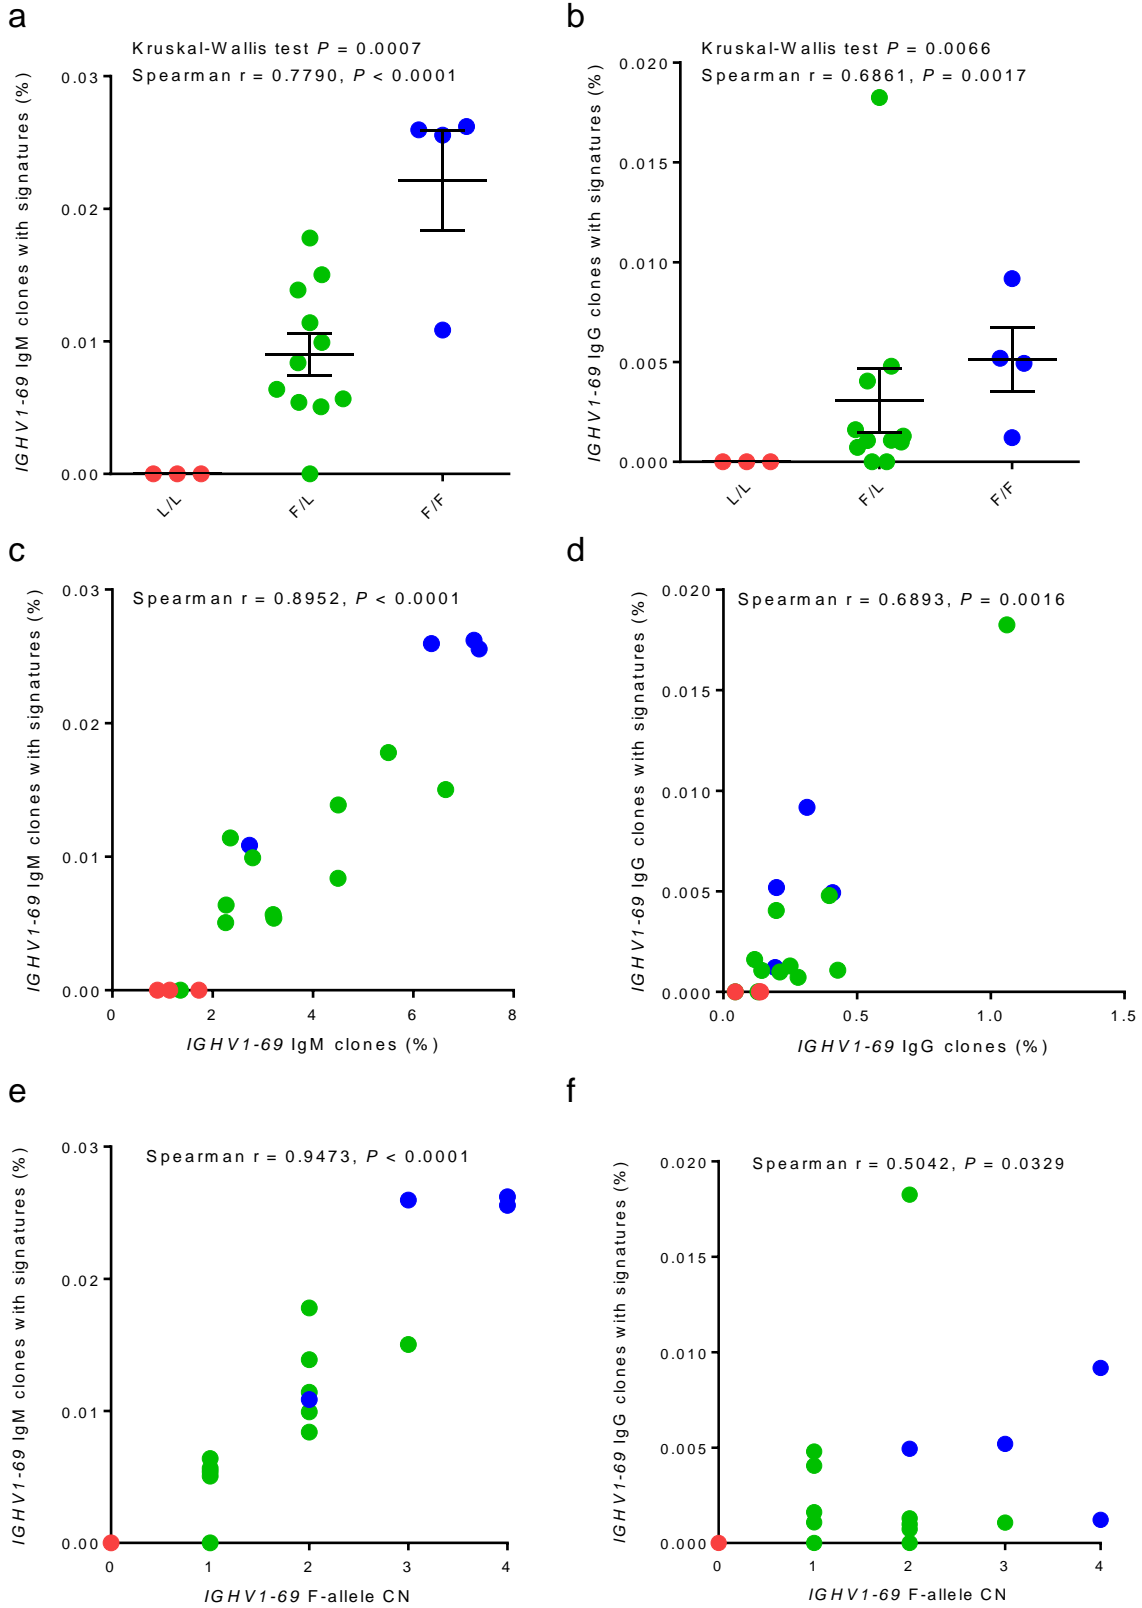 a
Kruskal-Wallis test P = 0.0007
Spearman r = 0.7790, P < 0.0001
IGHV1-69 IgM clones with signatures (%)
0.03
0.02
0.01
0.00
L/L
F/L
F/F
b
Kruskal-Wallis test P = 0.0066
Spearman r = 0.6861, P = 0.0017
IGHV1-69 IgG clones with signatures (%)
0.020
0.015
0.010
0.005
0.000
L/L
F/L
F/F
c
Spearman r = 0.8952, P < 0.0001
IGHV1-69 IgM clones with signatures (%)
0.03
0.02
0.01
0.00
0 2 4 6 8
IGHV1-69 IgM clones (%)
d
Spearman r = 0.6893, P = 0.0016
IGHV1-69 IgG clones with signatures (%)
0.020
0.015
0.010
0.005
0.000
0.0 0.5 1.0 1.5
IGHV1-69 IgG clones (%)
e
Spearman r = 0.9473, P < 0.0001
IGHV1-69 IgM clones with signatures (%)
0.03
0.02
0.01
0.00
0 1 2 3 4
IGHV1-69 F-allele CN
f
Spearman r = 0.5042, P = 0.0329
IGHV1-69 IgG clones with signatures (%)
0.020
0.015
0.010
0.005
0.000
0 1 2 3 4
IGHV1-69 F-allele CN